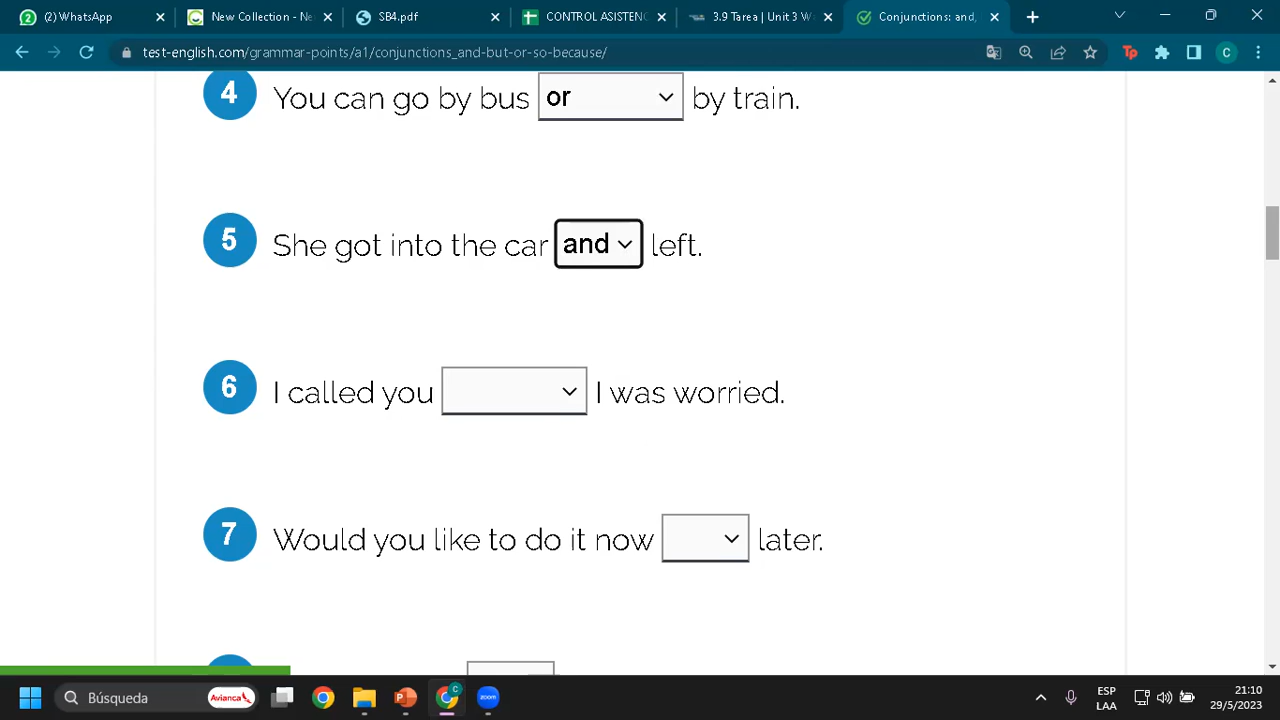 (2) WhatsApp
New Collection - Ne
SB4.pdf
CONTROL ASISTENC
3.9 Tarea | Unit 3 W
Conjunctions: and,
test-english.com/grammar-points/a1/conjunctions_and-but-or-so-because/
4 You can go by bus or by train.
5 She got into the car and left.
6 I called you I was worried.
7 Would you like to do it now later.
Búsqueda
Avianca
zoom
ESP
LAA
21:10
29/5/2023